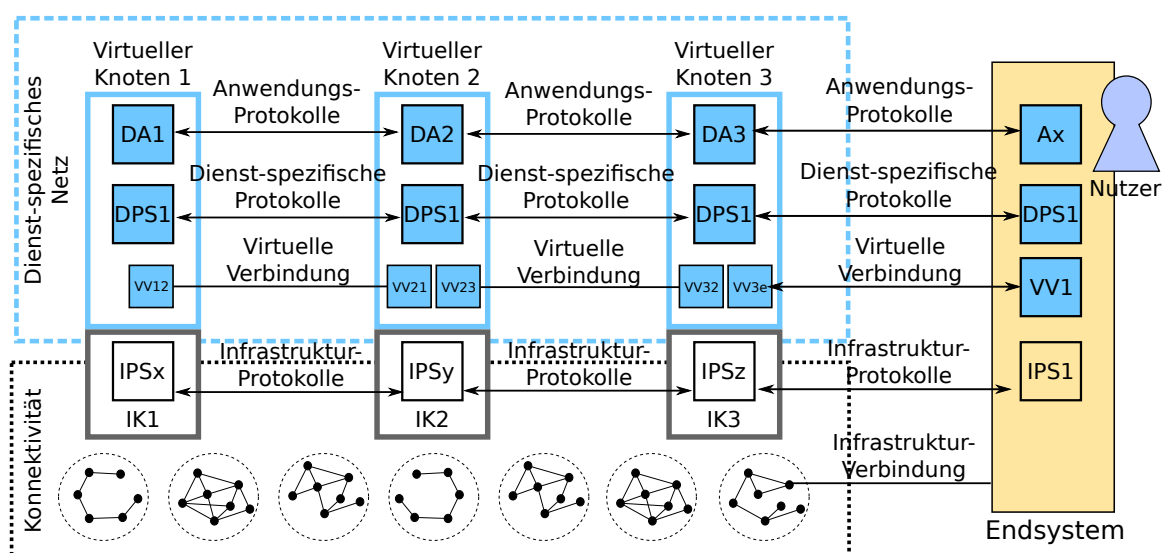 Dienst-spezifisches
Netz
Virtueller
Knoten 1
Virtueller
Knoten 2
Virtueller
Knoten 3
Anwendungs-
Protokolle
Anwendungs-
Protokolle
Anwendungs-
Protokolle
DA1
DA2
DA3
Ax
Nutzer
Dienst-spezifische
Protokolle
Dienst-spezifische
Protokolle
Dienst-spezifische
Protokolle
DPS1
DPS1
DPS1
DPS1
Virtuelle
Verbindung
Virtuelle
Verbindung
Virtuelle
Verbindung
VV12
VV21
VV23
VV32
VV3e
VV1
Infrastruktur-
Protokolle
Infrastruktur-
Protokolle
Infrastruktur-
Protokolle
IPSx
IPSy
IPSz
IPS1
IK1
IK2
IK3
Konnektivität
Infrastruktur-
Verbindung
Endsystem